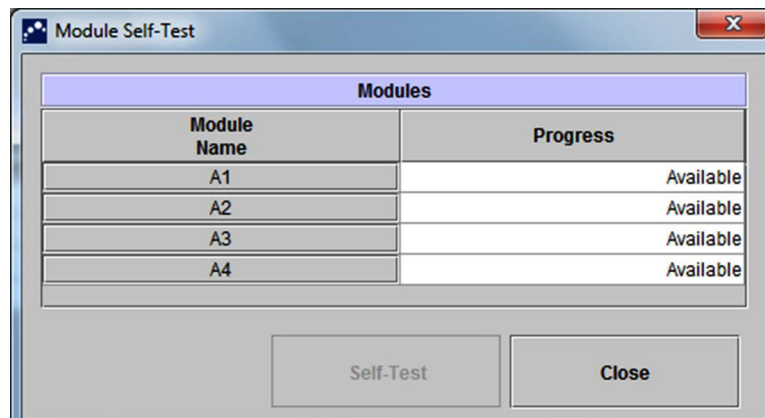 Module Self-Test
Modules
Module
Name
Progress
A1 Available
A2 Available
A3 Available
A4 Available
Self-Test Close